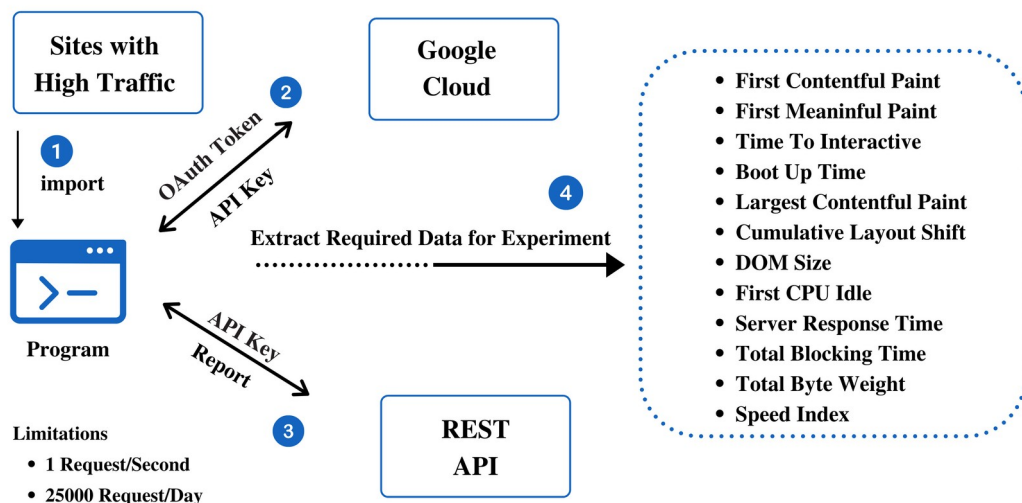 Sites with
High Traffic
1
import
Program
Limitations
• 1 Request/Second
• 25000 Request/Day
2
OAuth Token
API Key
Google
Cloud
API Key
Report
3
REST
API
4
Extract Required Data for Experiment
• First Contentful Paint
• First Meaninful Paint
• Time To Interactive
• Boot Up Time
• Largest Contentful Paint
• Cumulative Layout Shift
• DOM Size
• First CPU Idle
• Server Response Time
• Total Blocking Time
• Total Byte Weight
• Speed Index